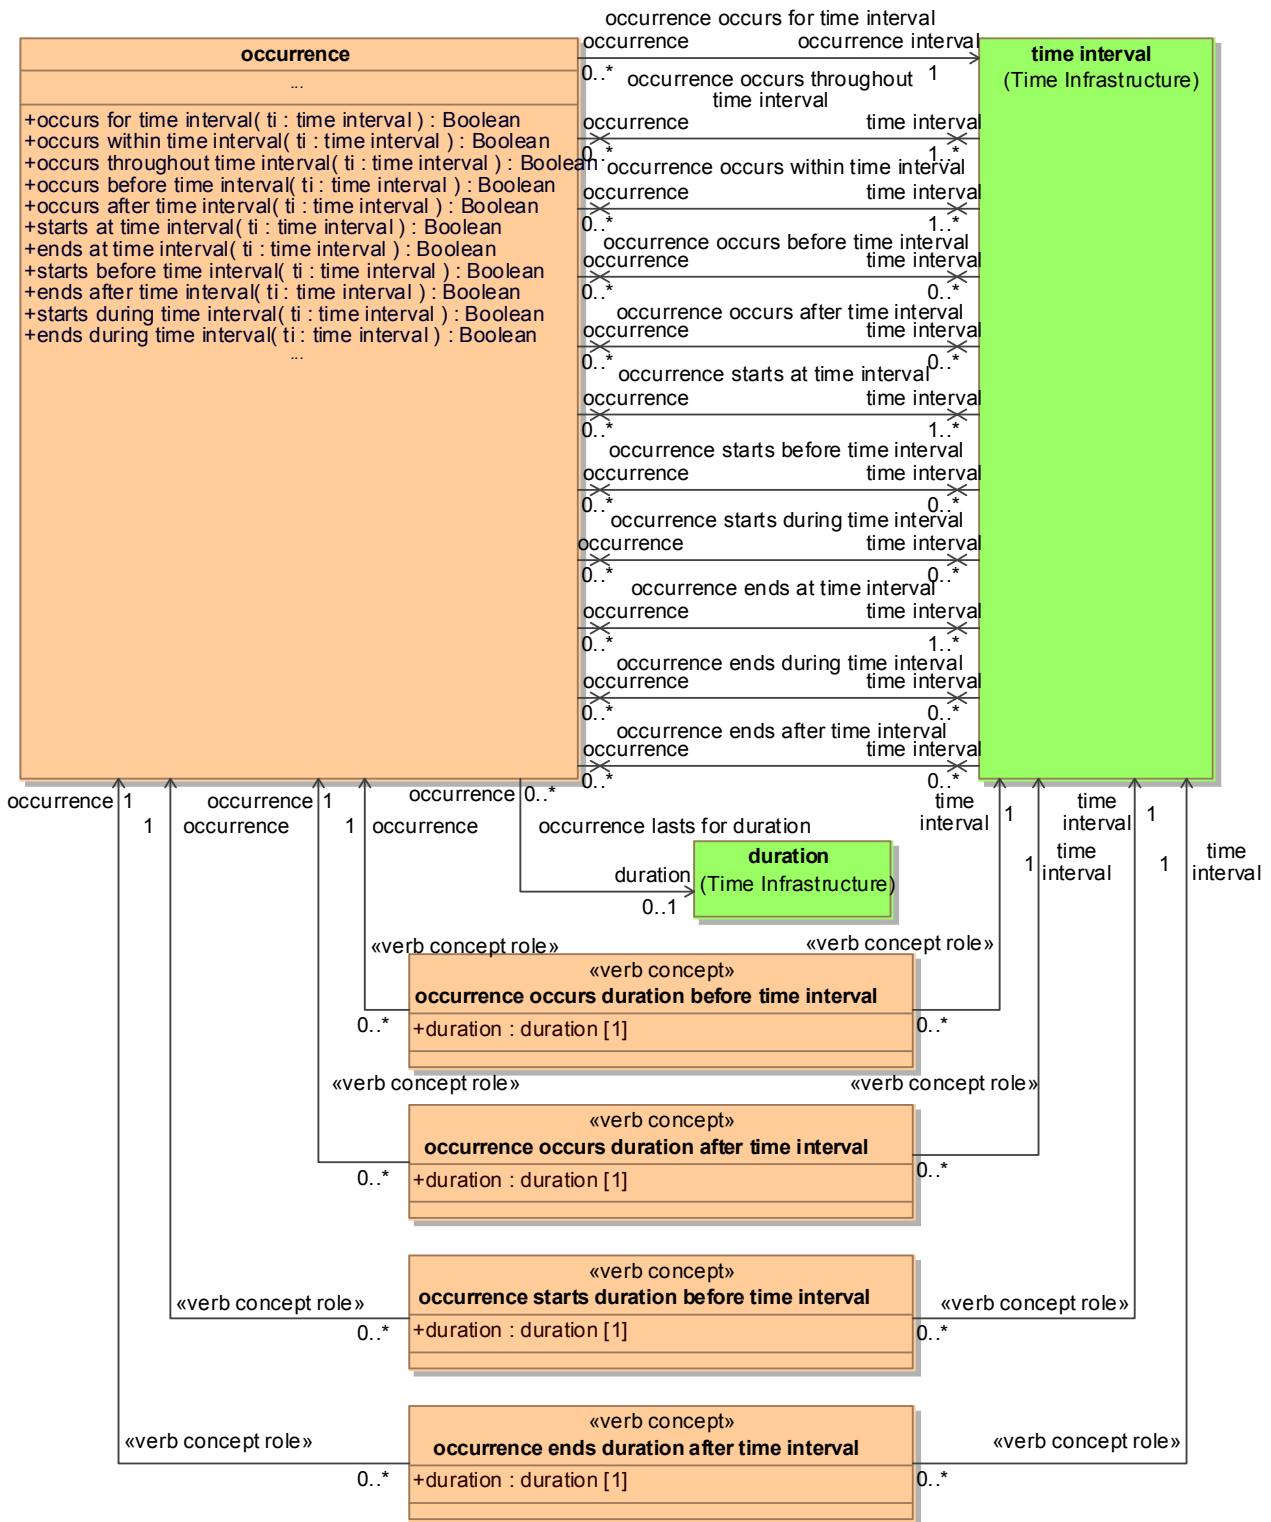 occurrence
...
+occurs for time interval( ti : time interval ) : Boolean
+occurs within time interval( ti : time interval ) : Boolean
+occurs throughout time interval( ti : time interval ) : Boolean
+occurs before time interval( ti : time interval ) : Boolean
+occurs after time interval( ti : time interval ) : Boolean
+starts at time interval( ti : time interval ) : Boolean
+ends at time interval( ti : time interval ) : Boolean
+starts before time interval( ti : time interval ) : Boolean
+ends after time interval( ti : time interval ) : Boolean
+starts during time interval( ti : time interval ) : Boolean
+ends during time interval( ti : time interval ) : Boolean
...
occurrence occurs for time interval
occurrence occurrence interval
0..* 1
occurrence occurs throughout
time interval
occurrence time interval
0..* 1..*
occurrence occurs within time interval
occurrence time interval
0..* 1..*
occurrence occurs before time interval
occurrence time interval
0..* 0..*
occurrence occurs after time interval
occurrence time interval
0..* 0..*
occurrence starts at time interval
occurrence time interval
0..* 1..*
occurrence starts before time interval
occurrence time interval
0..* 0..*
occurrence starts during time interval
occurrence time interval
0..* 0..*
occurrence ends at time interval
occurrence time interval
0..* 1..*
occurrence ends during time interval
occurrence time interval
0..* 0..*
occurrence ends after time interval
occurrence time interval
0..* 0..*
time interval
(Time Infrastructure)
occurrence 1
1 occurrence
occurrence 1
1 occurrence
occurrence 0..*
occurrence lasts for duration
duration
0..1
duration
(Time Infrastructure)
time
interval 1
1 time
interval
time
interval 1
1 time
interval
«verb concept role» «verb concept role»
«verb concept»
occurrence occurs duration before time interval
+duration : duration [1]
0..* 0..*
«verb concept role» «verb concept role»
«verb concept»
occurrence occurs duration after time interval
+duration : duration [1]
0..* 0..*
«verb concept role» «verb concept role»
«verb concept»
occurrence starts duration before time interval
+duration : duration [1]
0..* 0..*
«verb concept role» «verb concept role»
«verb concept»
occurrence ends duration after time interval
+duration : duration [1]
0..* 0..*